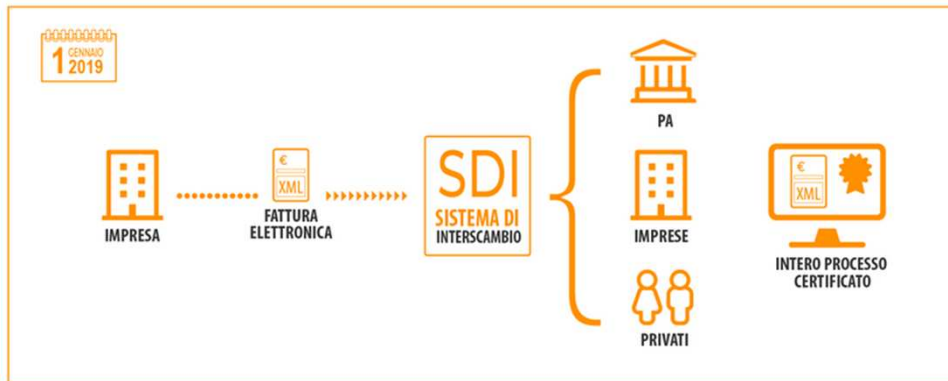 1 GENNAIO
2019
IMPRESA
€
XML
FATTURA
ELETTRONICA
SDI
SISTEMA DI
INTERSCAMBIO
PA
IMPRESE
PRIVATI
€
XML
INTERO PROCESSO
CERTIFICATO